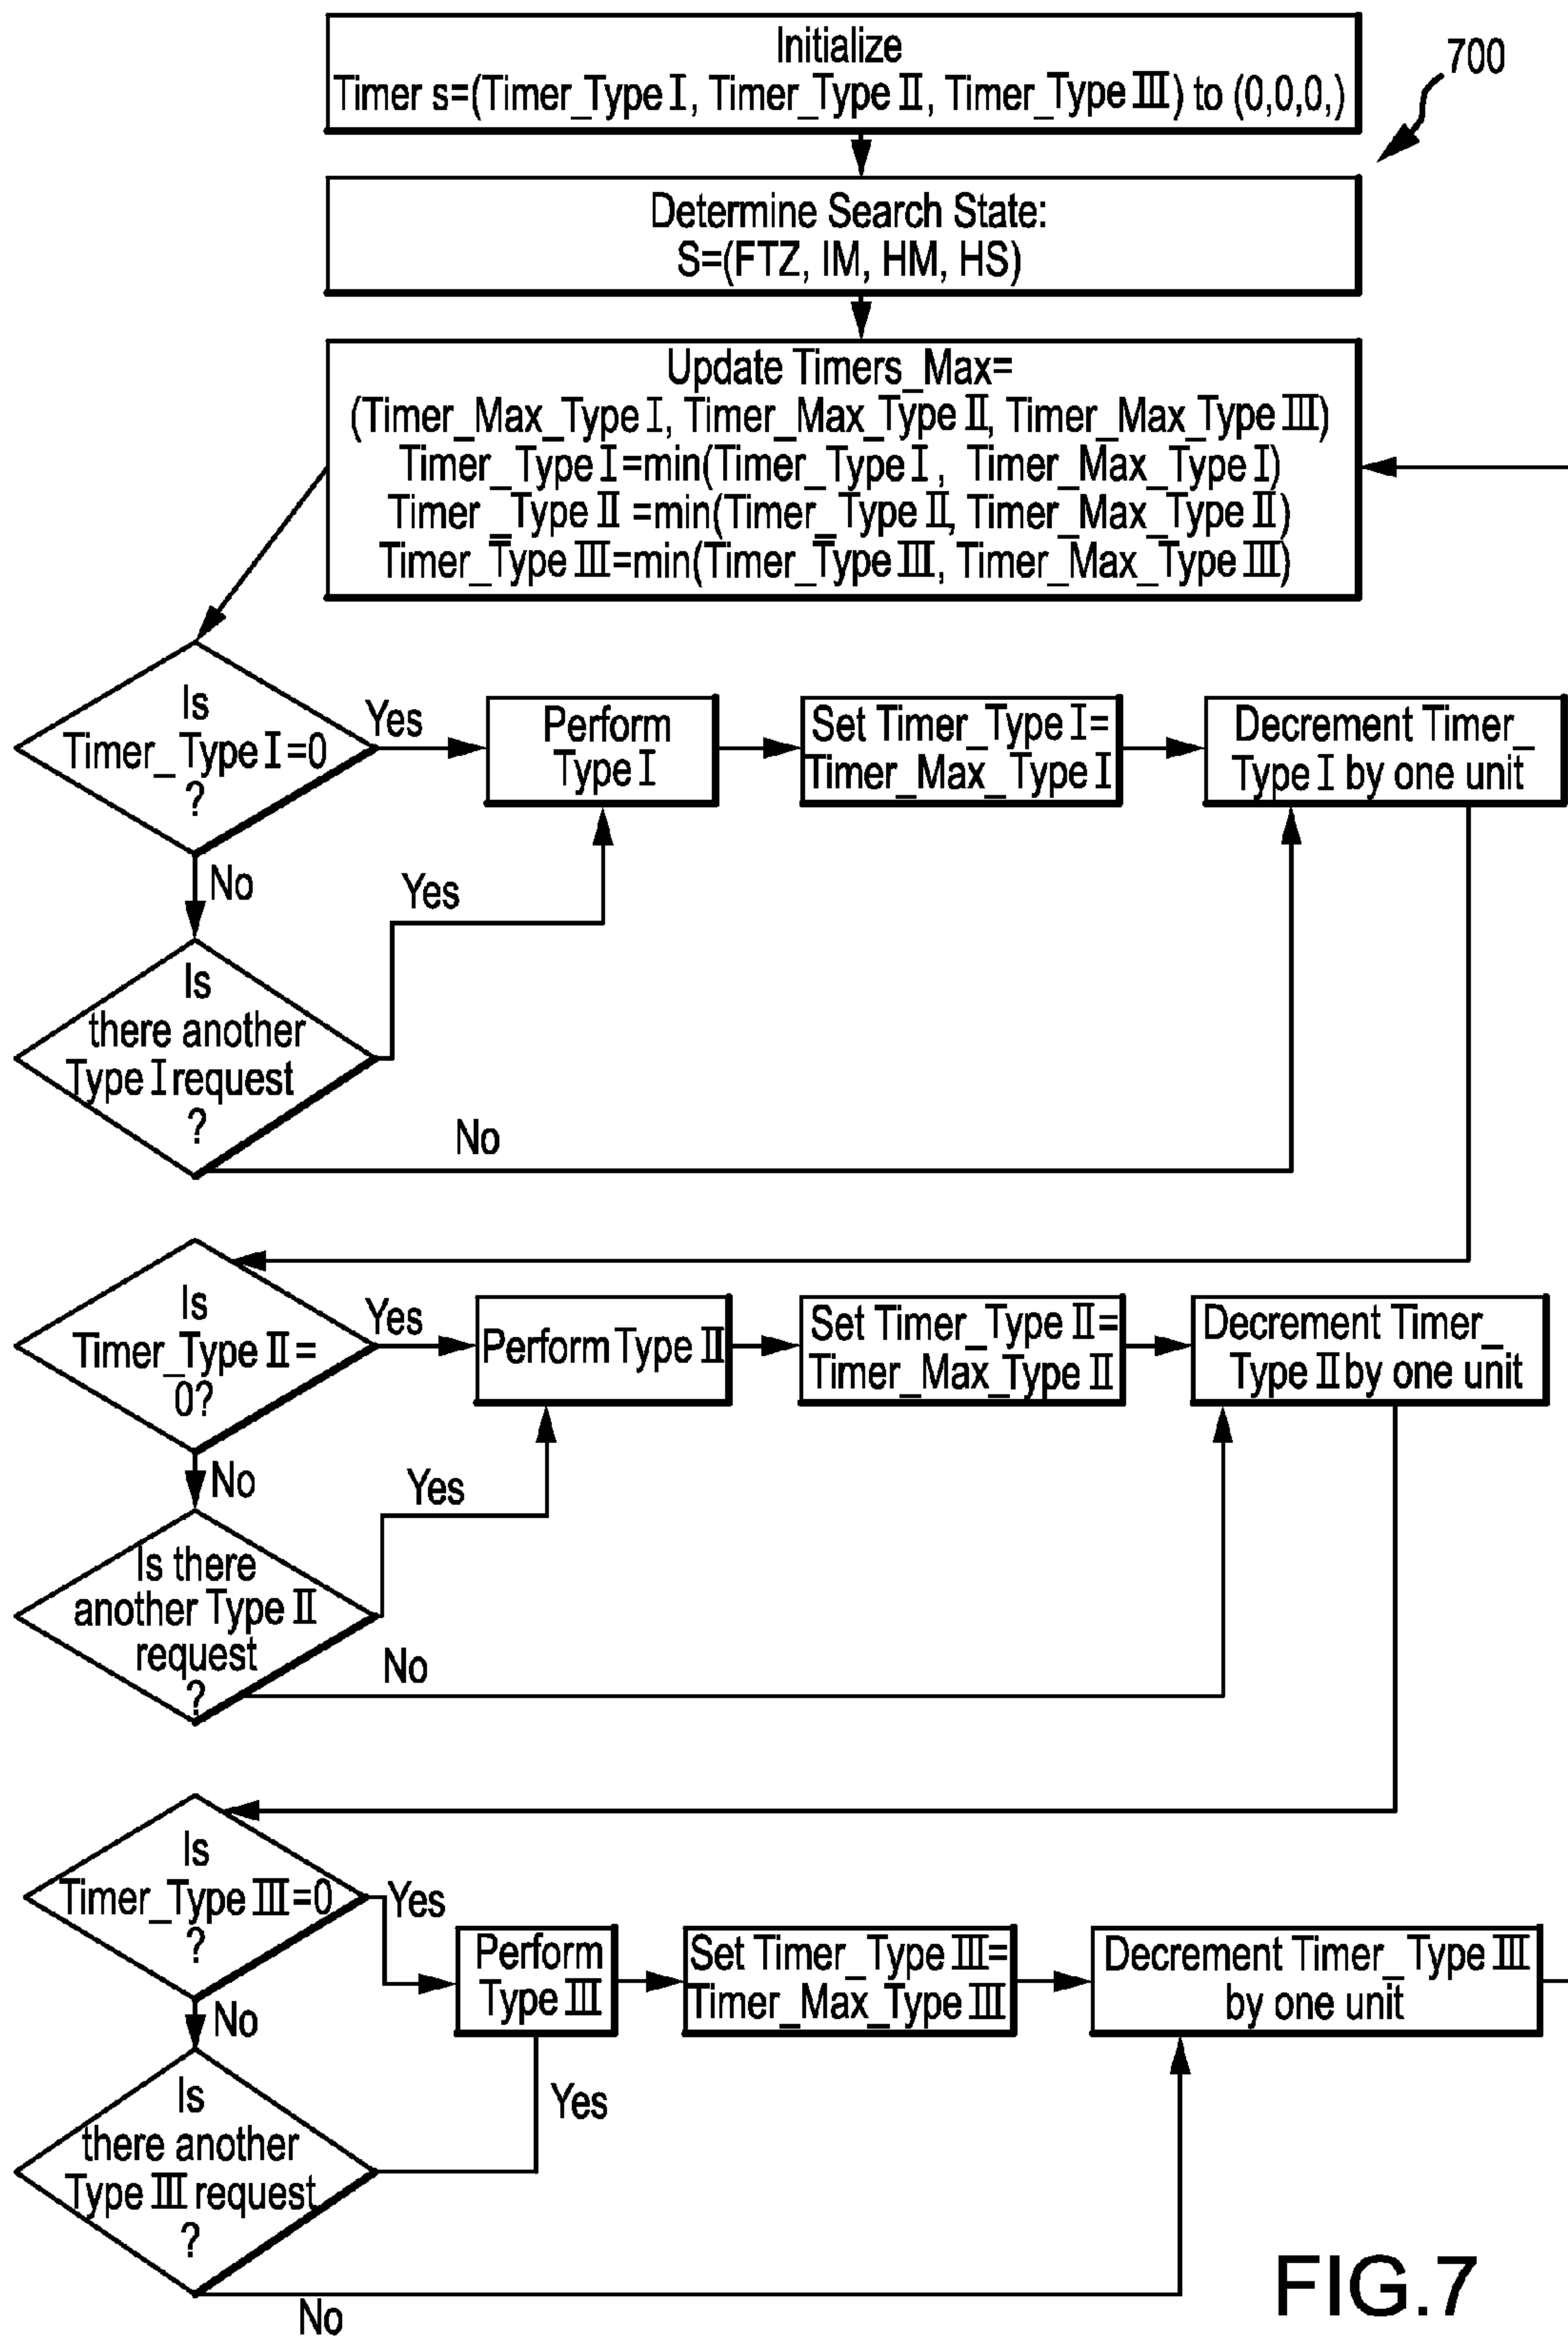 Initialize
Timer s=(Timer_Type I, Timer_Type II, Timer_Type III) to (0,0,0,)
700
Determine Search State:
S=(FTZ, IM, HM, HS)
Update Timers_Max=
(Timer_Max_Type I, Timer_Max_Type II, Timer_Max_Type III)
Timer_Type I=min(Timer_Type I, Timer_Max_Type I)
Timer_Type II =min(Timer_Type II, Timer_Max_Type II)
Timer_Type III=min(Timer_Type III, Timer_Max_Type III)
Is
Timer_Type I=0
?
Yes
Perform
Type I
Set Timer_Type I=
Timer_Max_Type I
Decrement Timer_
Type I by one unit
No
Yes
Is
there another
Type I request
?
No
Is
Timer_Type II=
0?
Yes
Perform Type II
Set Timer_Type II=
Timer_Max_Type II
Decrement Timer_
Type II by one unit
No
Yes
Is there
another Type II
request
?
No
Is
Timer_Type III=0
?
Yes
Perform
Type III
Set Timer_Type III=
Timer_Max_Type III
Decrement Timer_Type III
by one unit
No
Yes
Is
there another
Type III request
?
No
FIG.7